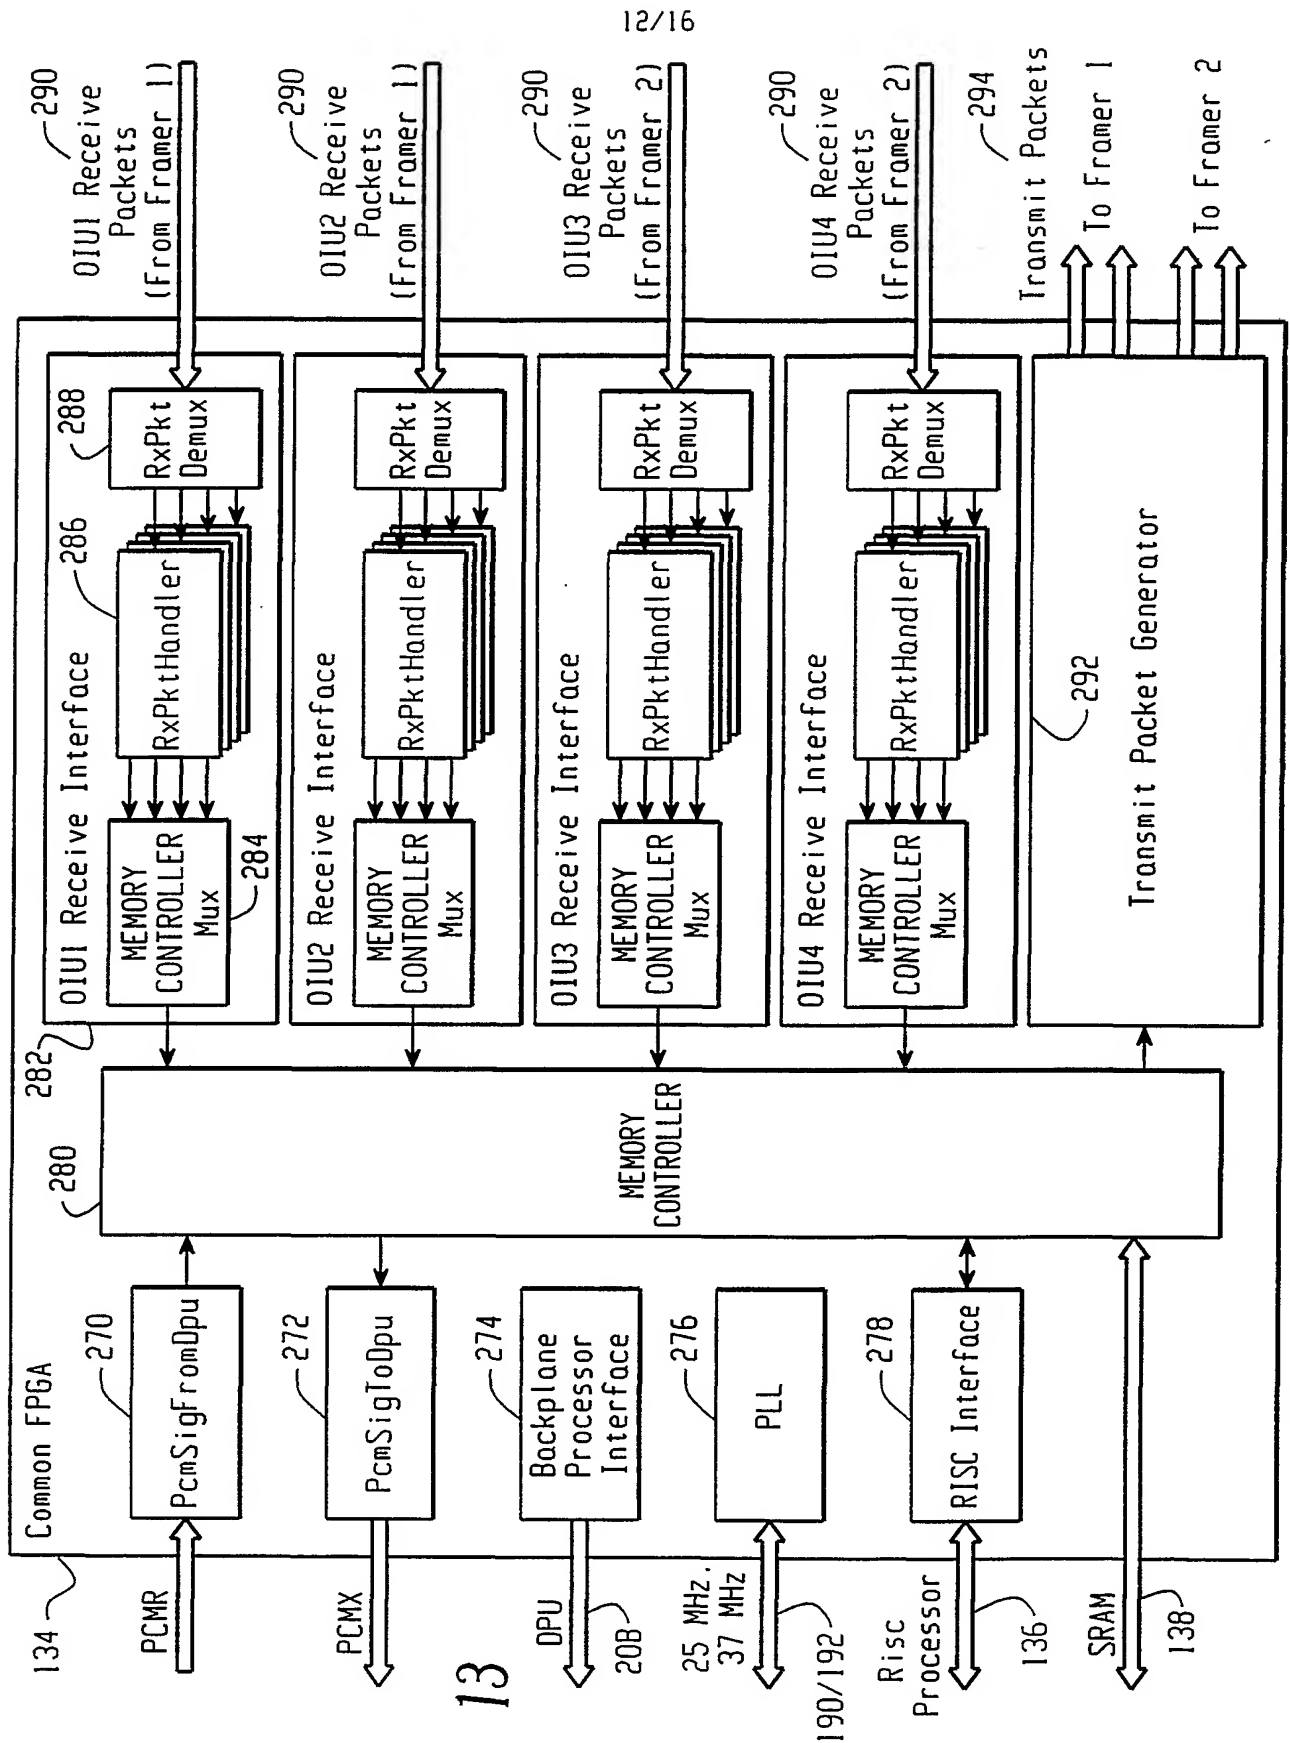 12/16
Common FPGA
134
PCMR
270
PcmSigFromDpu
PCMX
272
PcmSigToDpu
DPU
208
274
Backplane
Processor
Interface
25 MHz.
37 MHz
190/192
276
PLL
Risc
Processor
136
278
RISC Interface
SRAM
138
280
MEMORY
CONTROLLER
282
OIU1 Receive Interface
MEMORY
CONTROLLER
Mux
284
286
RxPktHandler
288
RxPkt
Demux
290
OIU1 Receive
Packets
(From Framer 1)
OIU2 Receive Interface
MEMORY
CONTROLLER
Mux
RxPktHandler
RxPkt
Demux
290
OIU2 Receive
Packets
(From Framer 1)
OIU3 Receive Interface
MEMORY
CONTROLLER
Mux
RxPktHandler
RxPkt
Demux
290
OIU3 Receive
Packets
(From Framer 2)
OIU4 Receive Interface
MEMORY
CONTROLLER
Mux
RxPktHandler
RxPkt
Demux
290
OIU4 Receive
Packets
(From Framer 2)
292
Transmit Packet Generator
294
Transmit Packets
To Framer 1
To Framer 2
13